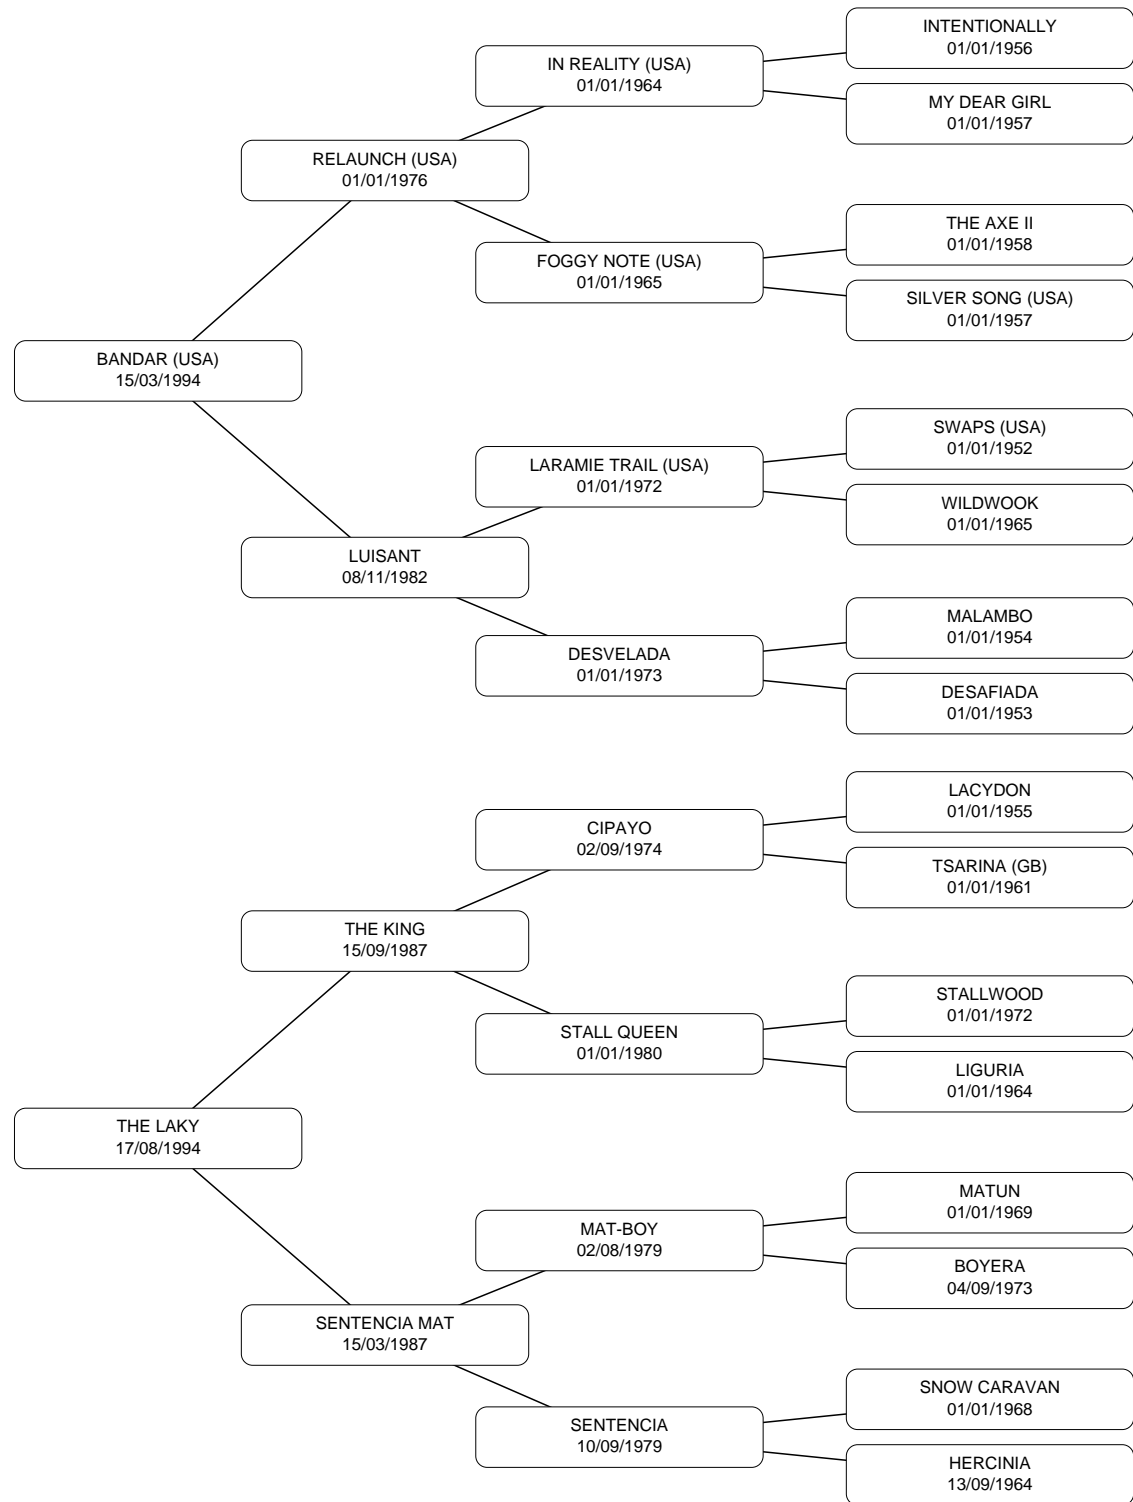 INTENTIONALLY
01/01/1956
IN REALITY (USA)
01/01/1964
MY DEAR GIRL
01/01/1957
RELAUNCH (USA)
01/01/1976
THE AXE II
01/01/1958
FOGGY NOTE (USA)
01/01/1965
SILVER SONG (USA)
01/01/1957
BANDAR (USA)
15/03/1994
SWAPS (USA)
01/01/1952
LARAMIE TRAIL (USA)
01/01/1972
WILDWOOK
01/01/1965
LUISANT
08/11/1982
MALAMBO
01/01/1954
DESVELADA
01/01/1973
DESAFIADA
01/01/1953
LACYDON
01/01/1955
CIPAYO
02/09/1974
TSARINA (GB)
01/01/1961
THE KING
15/09/1987
STALLWOOD
01/01/1972
STALL QUEEN
01/01/1980
LIGURIA
01/01/1964
THE LAKY
17/08/1994
MATUN
01/01/1969
MAT-BOY
02/08/1979
BOYERA
04/09/1973
SENTENCIA MAT
15/03/1987
SNOW CARAVAN
01/01/1968
SENTENCIA
10/09/1979
HERCINIA
13/09/1964